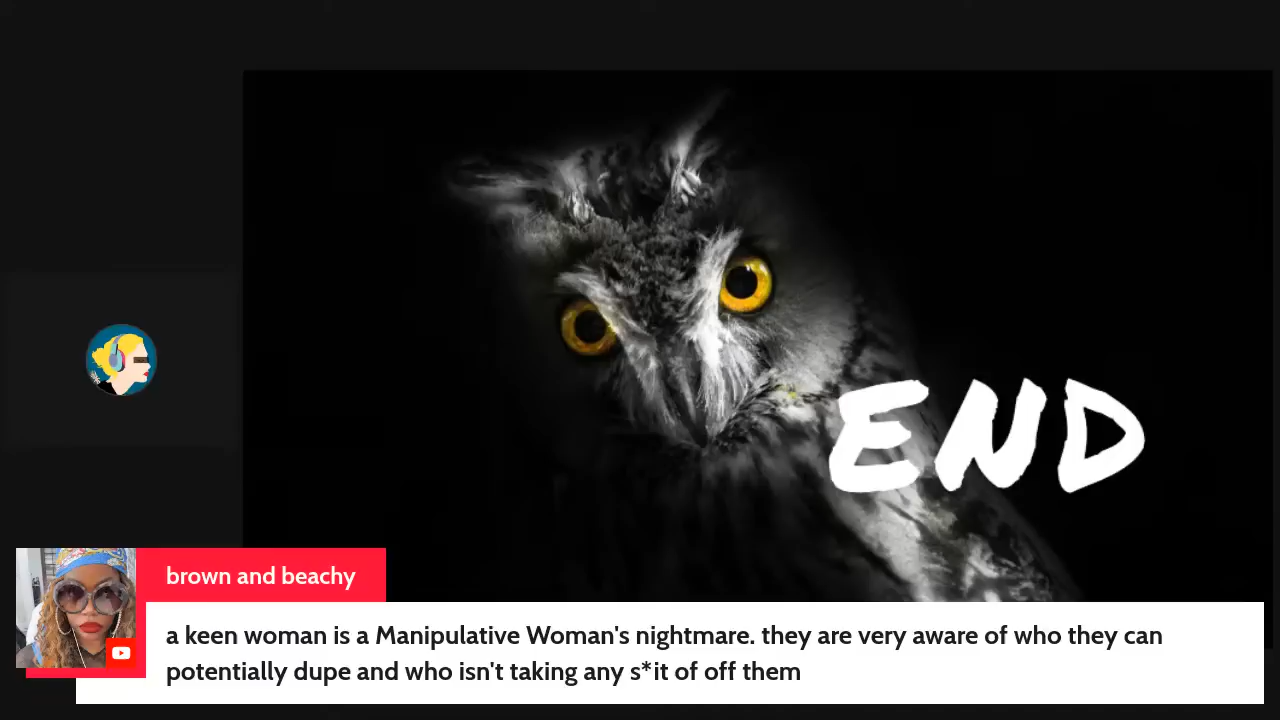 END
brown and beachy
a keen woman is a Manipulative Woman's nightmare. they are very aware of who they can
potentially dupe and who isn't taking any s*it of off them